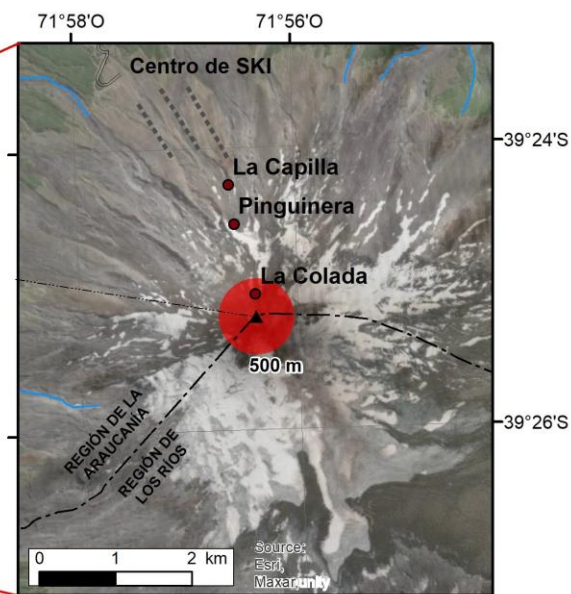 71°58'O
71°56'O
Centro de SKI
39°24'S
La Capilla
Pinguinera
La Colada
500 m
REGIÓN DE LA
ARAUCANÍA
REGIÓN DE
LOS RÍOS
39°26'S
0 1 2 km
Source:
Esri,
Maxar,